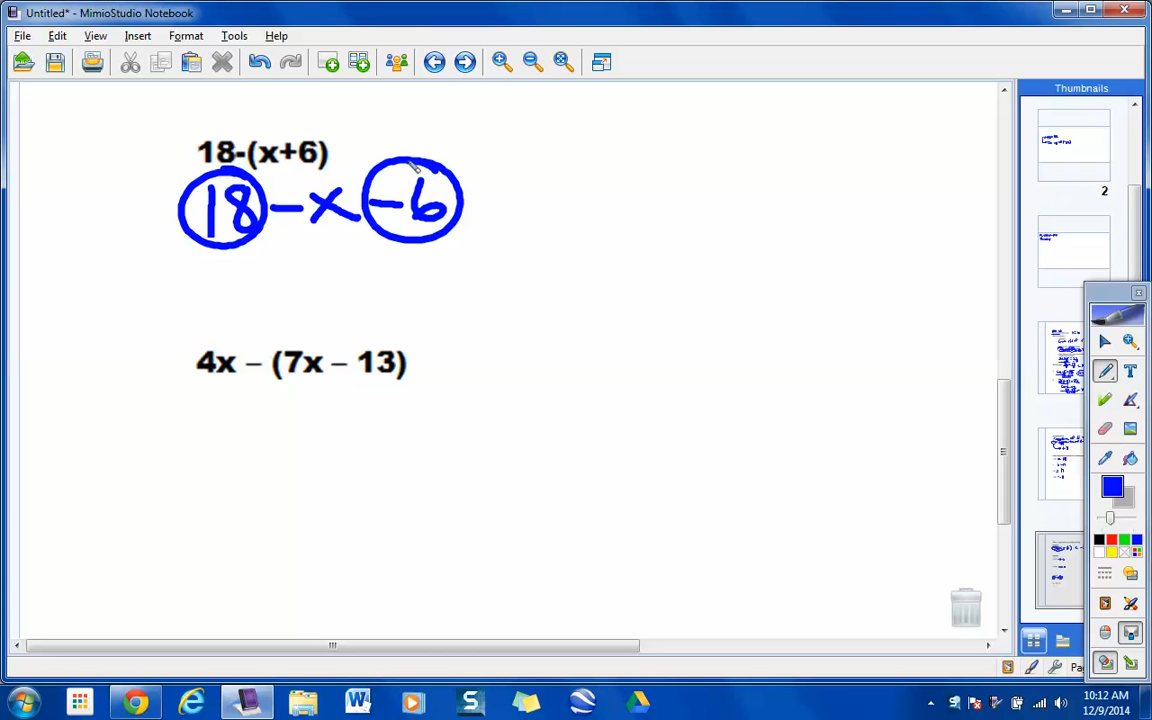 Untitled* - MimioStudio Notebook
File Edit View Insert Format Tools Help
Thumbnails
18-(x+6)
18 - x - 6
2
4x – (7x – 13)
Pa
W
S
10:12 AM
12/9/2014